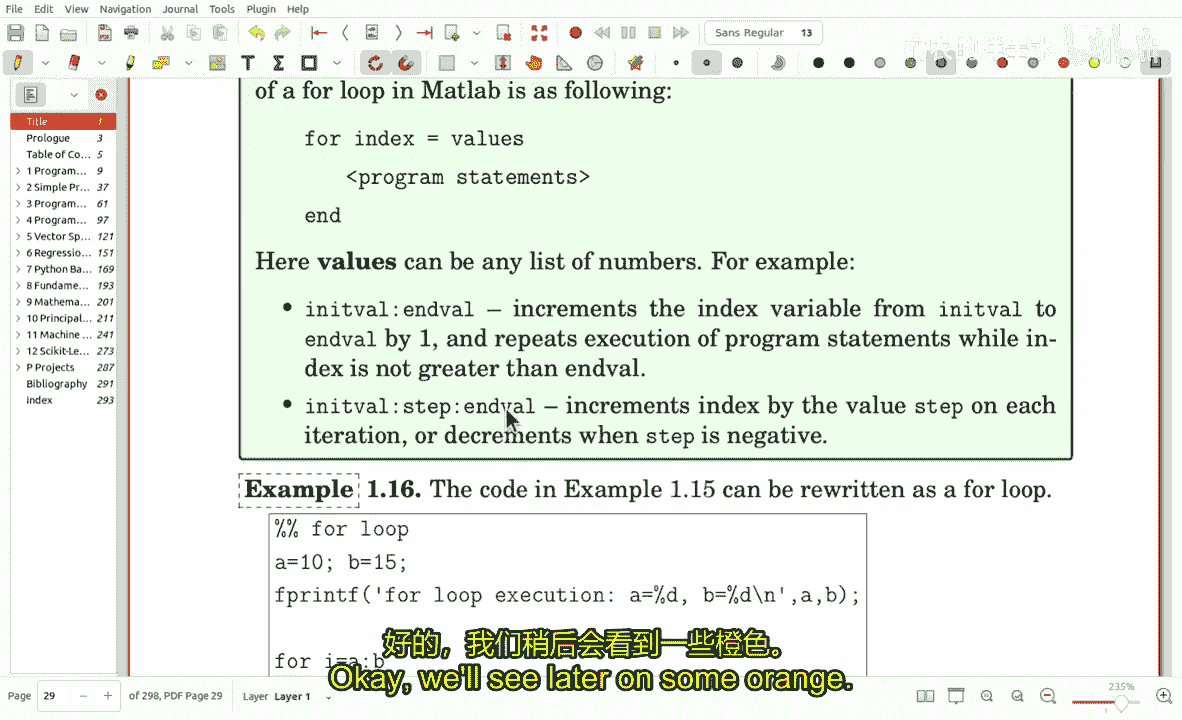 File Edit View Navigation Journal Tools Plugin Help
Sans Regular 13
Title 1
Prologue 3
Table of Co... 5
1 Program... 9
2 Simple Pr... 37
3 Program... 61
4 Program... 97
5 Vector Sp... 121
6 Regressio... 151
7 Python Ba... 169
8 Fundame... 193
9 Mathema... 201
10 Principal... 211
11 Machine ... 241
12 Scikit-Le... 273
P Projects 287
Bibliography 291
Index 293
of a for loop in Matlab is as following:
for index = values
<program statements>
end
Here values can be any list of numbers. For example:
• initval:endval – increments the index variable from initval to
endval by 1, and repeats execution of program statements while in-
dex is not greater than endval.
• initval:step:endval – increments index by the value step on each
iteration, or decrements when step is negative.
Example 1.16. The code in Example 1.15 can be rewritten as a for loop.
%% for loop
a=10; b=15;
fprintf('for loop execution: a=%d, b=%d\n',a,b);
for i=a:b
好的，我们稍后会看到一些橙色。
Okay, we'll see later on some orange.
Page 29 − + of 298, PDF Page 29 Layer Layer 1 235%